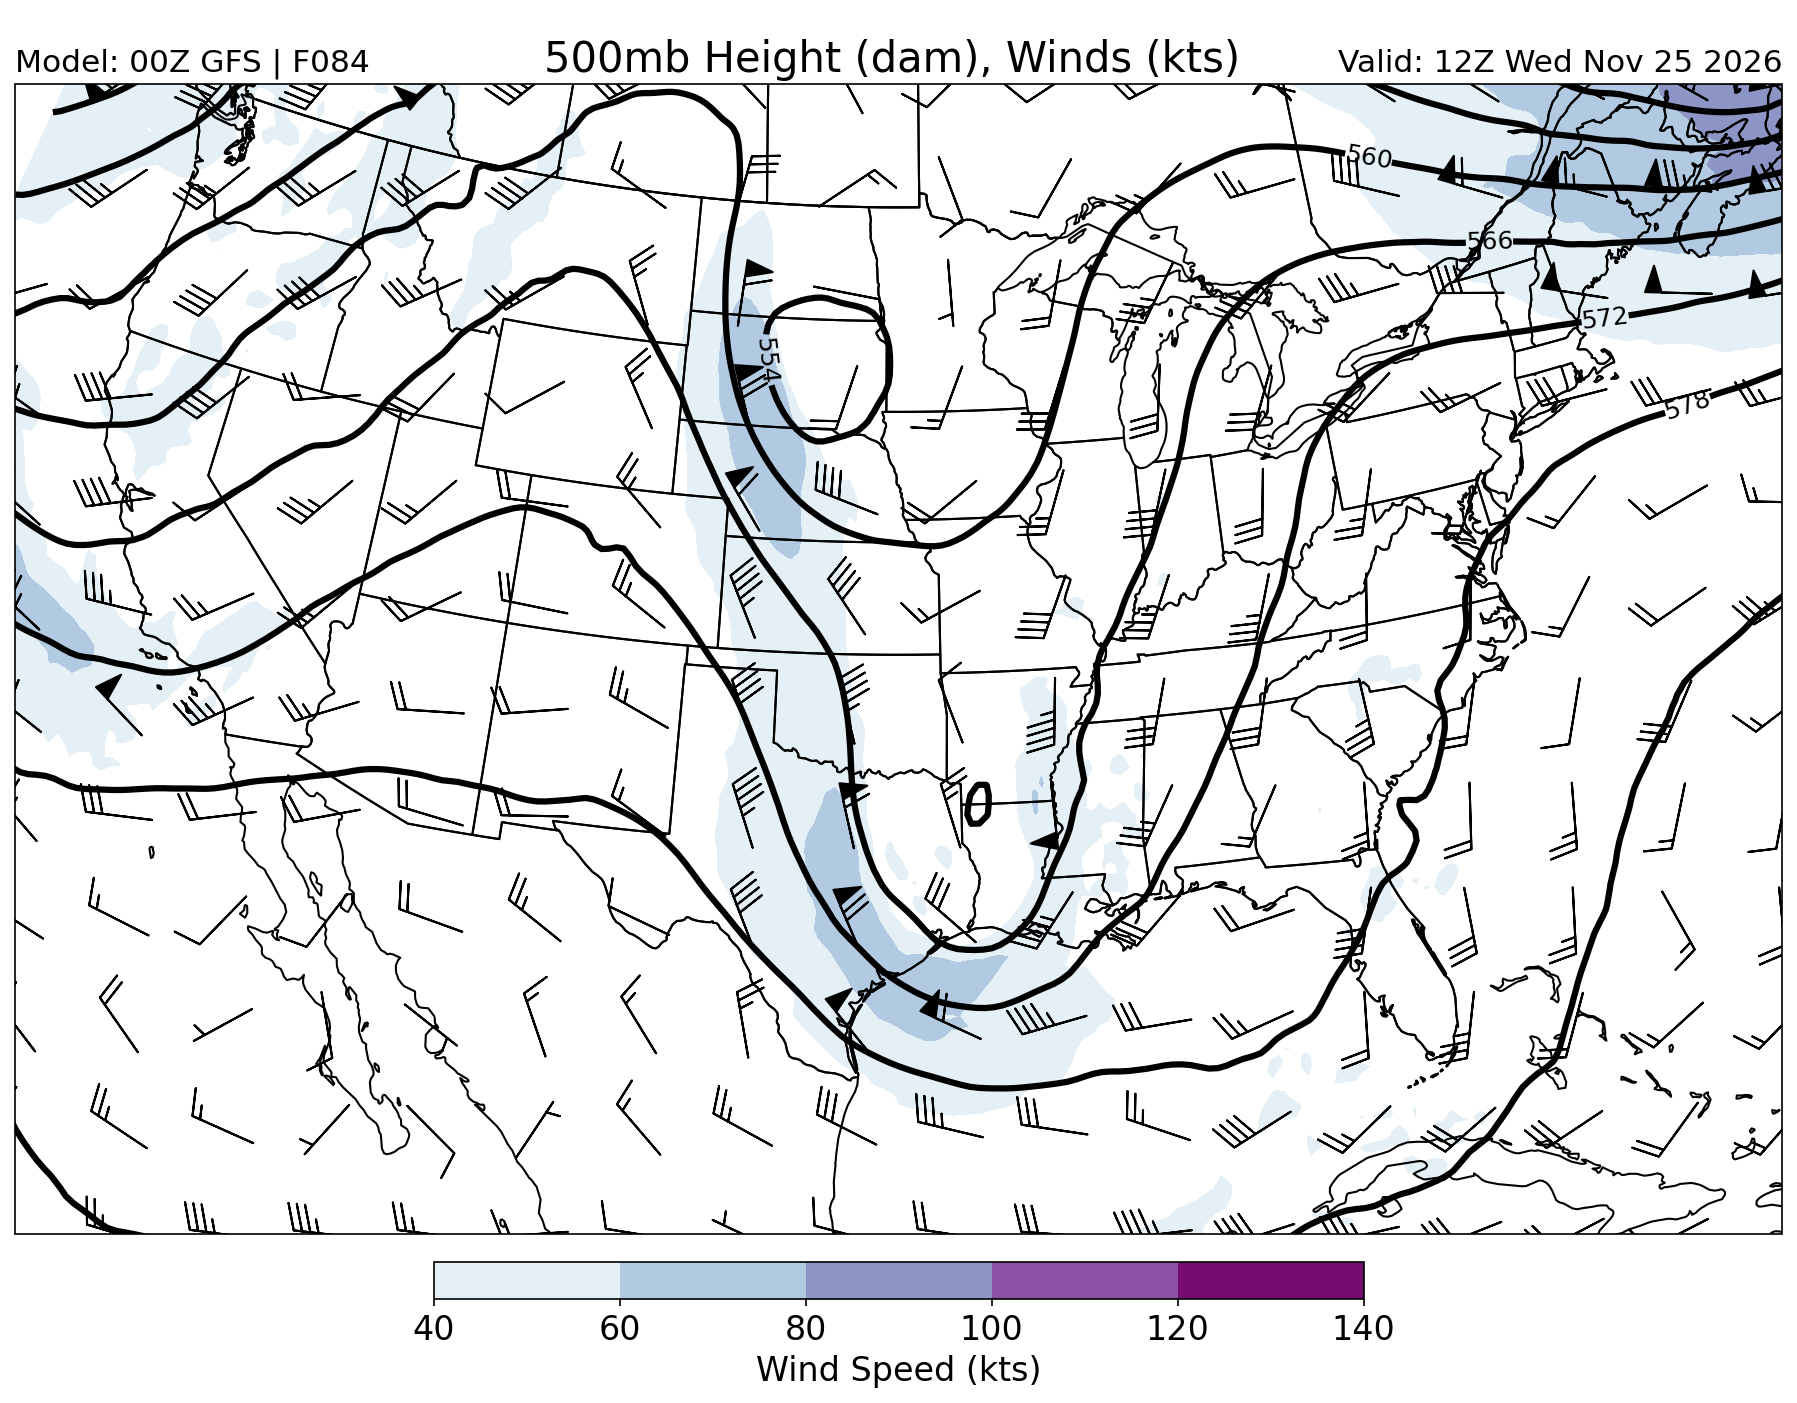 Model: 00Z GFS | F084
500mb Height (dam), Winds (kts)
Valid: 12Z Wed Nov 25 2026
560
566
572
554
578
40 60 80 100 120 140
Wind Speed (kts)